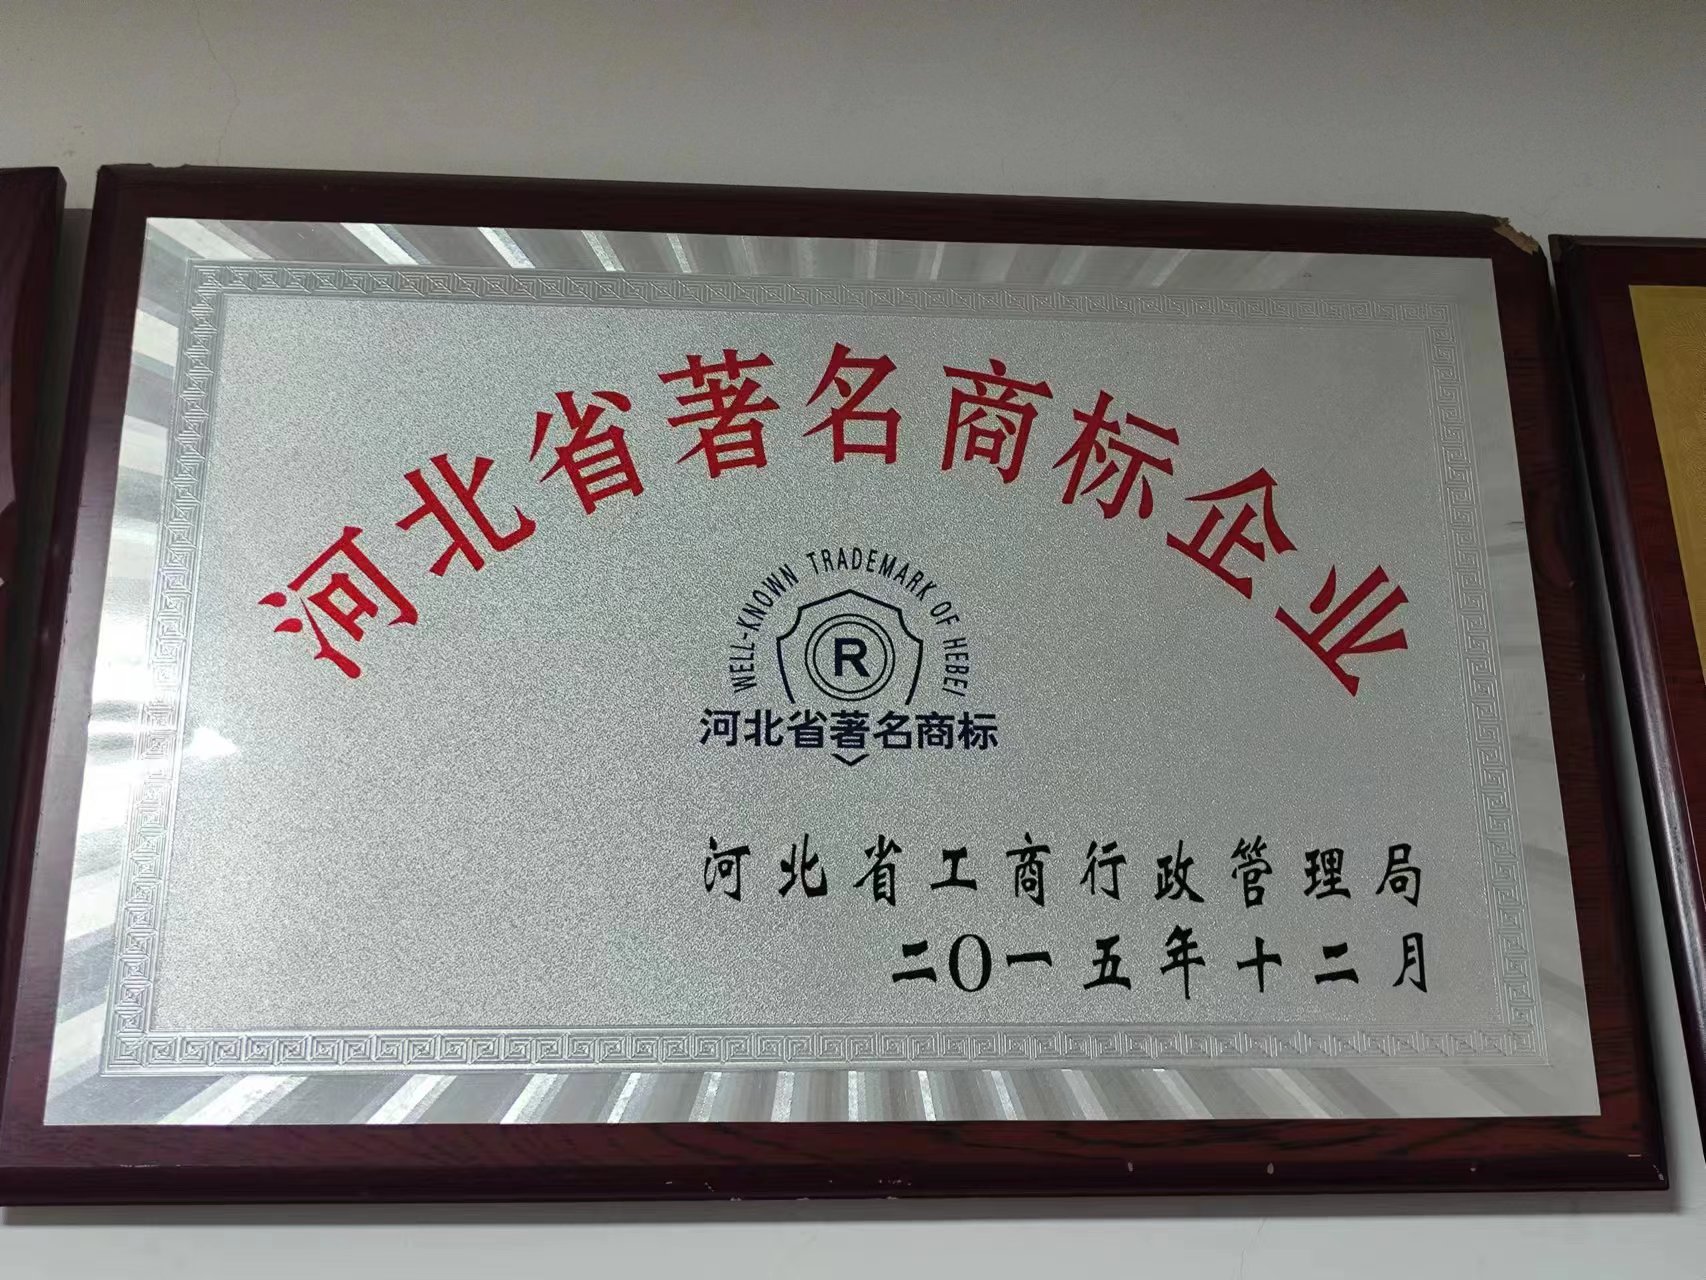 河北省著名商标企业
WELL-KNOWN TRADEMARK OF HEBEI
R
河北省著名商标
河北省工商行政管理局
二〇一五年十二月